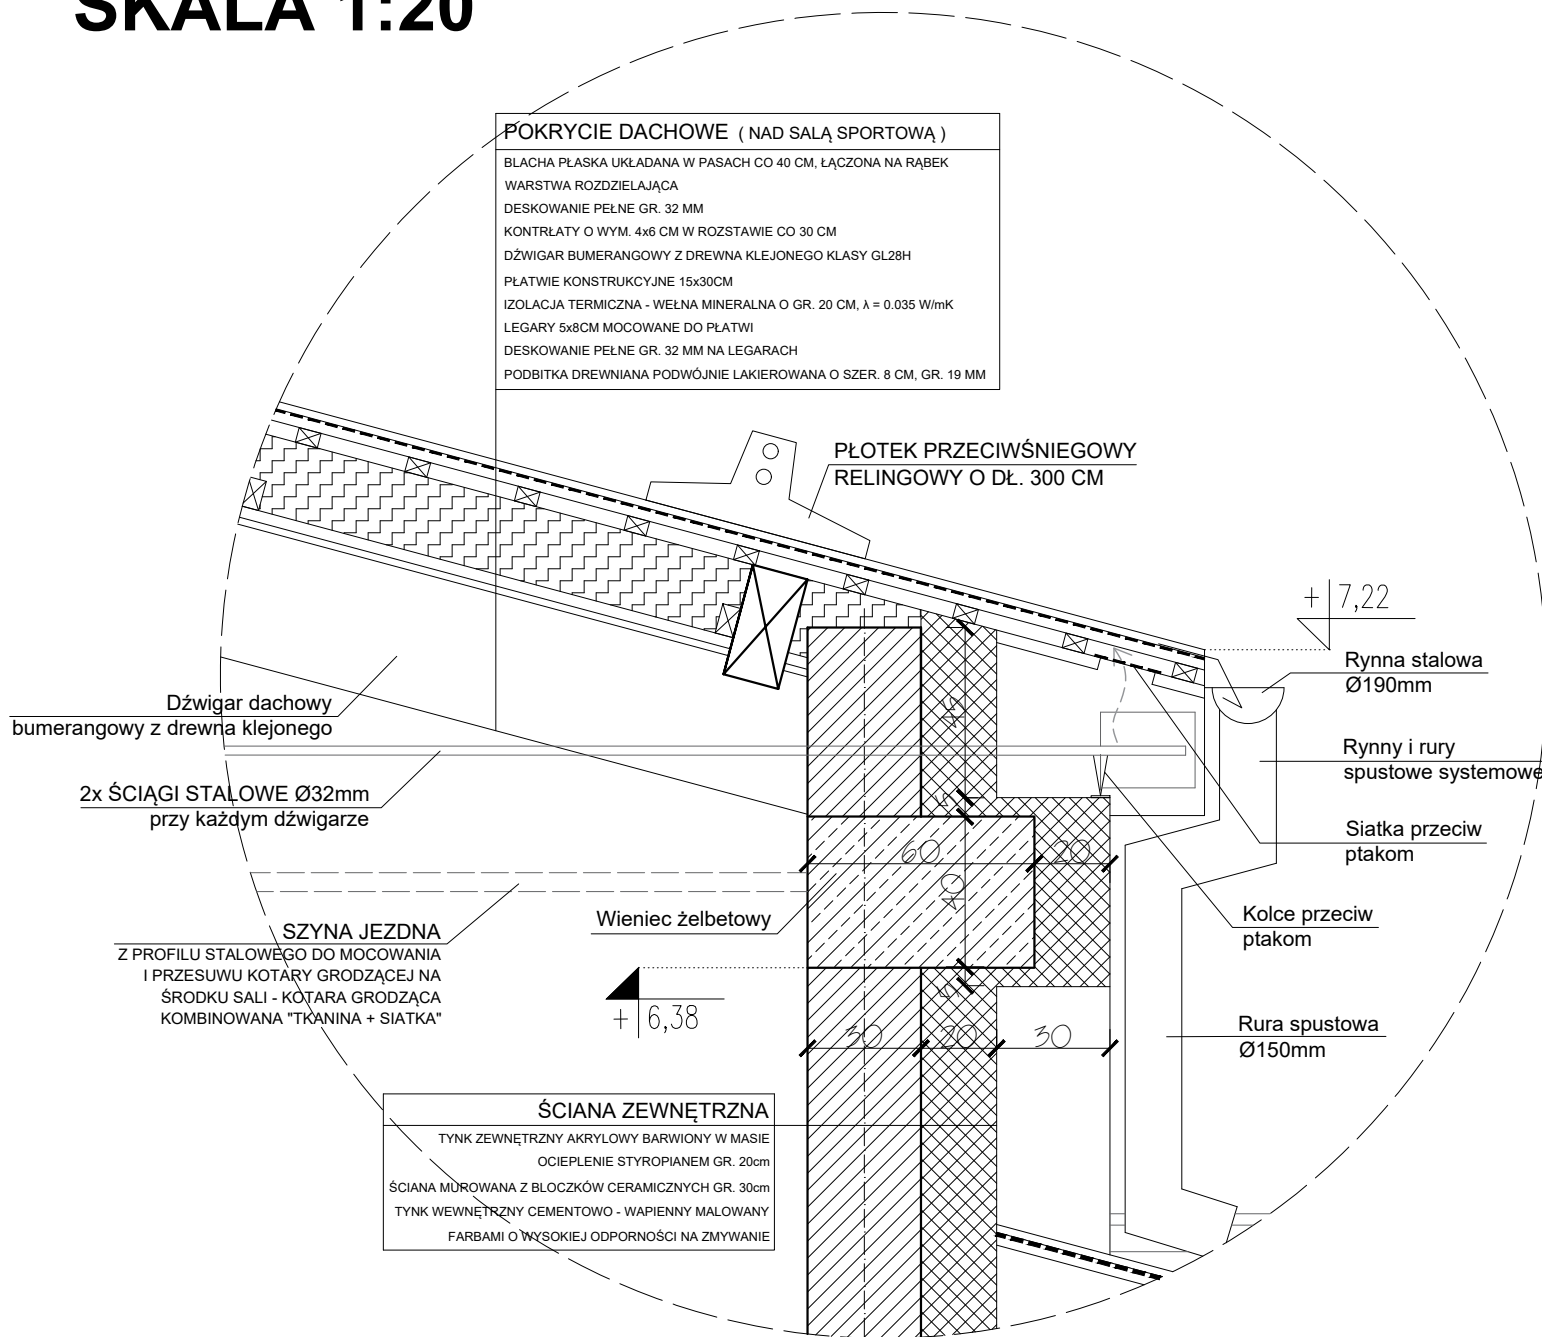 SKALA 1:20
POKRYCIE DACHOWE ( NAD SALĄ SPORTOWĄ )
BLACHA PŁASKA UKŁADANA W PASACH CO 40 CM, ŁĄCZONA NA RĄBEK
WARSTWA ROZDZIELAJĄCA
DESKOWANIE PEŁNE GR. 32 MM
KONTRŁATY O WYM. 4x6 CM W ROZSTAWIE CO 30 CM
DŹWIGAR BUMERANGOWY Z DREWNA KLEJONEGO KLASY GL28H
PŁATWIE KONSTRUKCYJNE 15x30CM
IZOLACJA TERMICZNA - WEŁNA MINERALNA O GR. 20 CM, λ = 0.035 W/mK
LEGARY 5x8CM MOCOWANE DO PŁATWI
DESKOWANIE PEŁNE GR. 32 MM NA LEGARACH
PODBITKA DREWNIANA PODWÓJNIE LAKIEROWANA O SZER. 8 CM, GR. 19 MM
PŁOTEK PRZECIWŚNIEGOWY
RELINGOWY O DŁ. 300 CM
+ 7,22
Rynna stalowa
Ø190mm
Dźwigar dachowy
bumerangowy z drewna klejonego
45
Rynny i rury
spustowe systemowe
2x ŚCIĄGI STALOWE Ø32mm
przy każdym dźwigarze
5
Siatka przeciw
ptakom
60
20
40
Wieniec żelbetowy
Kolce przeciw
ptakom
SZYNA JEZDNA
Z PROFILU STALOWEGO DO MOCOWANIA
I PRZESUWU KOTARY GRODZĄCEJ NA
ŚRODKU SALI - KOTARA GRODZĄCA
KOMBINOWANA "TKANINA + SIATKA"
5
+ 6,38
30
20
30
Rura spustowa
Ø150mm
ŚCIANA ZEWNĘTRZNA
TYNK ZEWNĘTRZNY AKRYLOWY BARWIONY W MASIE
OCIEPLENIE STYROPIANEM GR. 20cm
ŚCIANA MUROWANA Z BLOCZKÓW CERAMICZNYCH GR. 30cm
TYNK WEWNĘTRZNY CEMENTOWO - WAPIENNY MALOWANY
FARBAMI O WYSOKIEJ ODPORNOŚCI NA ZMYWANIE